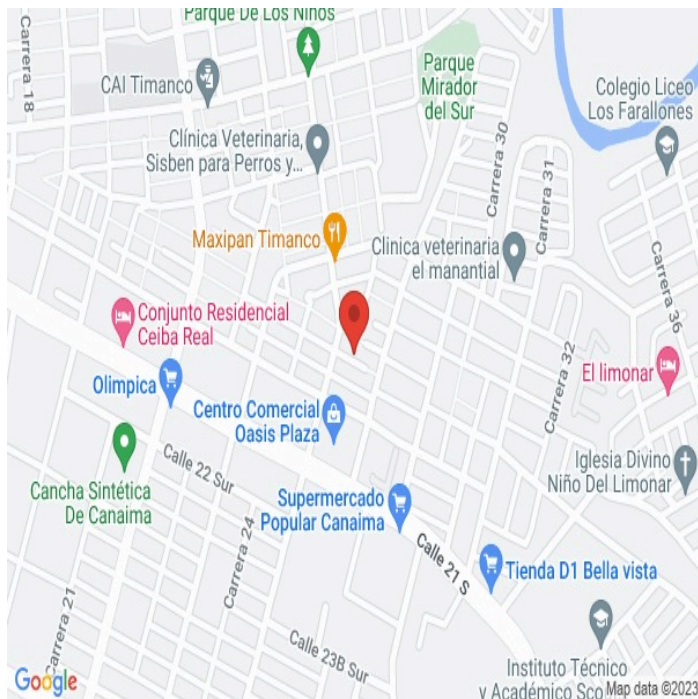 Parque De Los Niños
Carrera 18
CAI Timanco
Parque
Mirador
del Sur
Colegio Liceo
Los Farallones
Clínica Veterinaria,
Sisben para Perros y...
Carrera 30
Carrera 31
Maxipan Timanco
Clinica veterinaria
el manantial
Carrera 36
Conjunto Residencial
Ceiba Real
Carrera 32
El limonar
Olimpica
Centro Comercial
Oasis Plaza
Iglesia Divino
Niño Del Limonar
Calle 22 Sur
Cancha Sintética
De Canaima
Supermercado
Popular Canaima
Carrera 24
Calle 21 S
Tienda D1 Bella vista
Carrera 21
Calle 23B Sur
Instituto Técnico
y Académico Sco...
Google
Map data ©2023